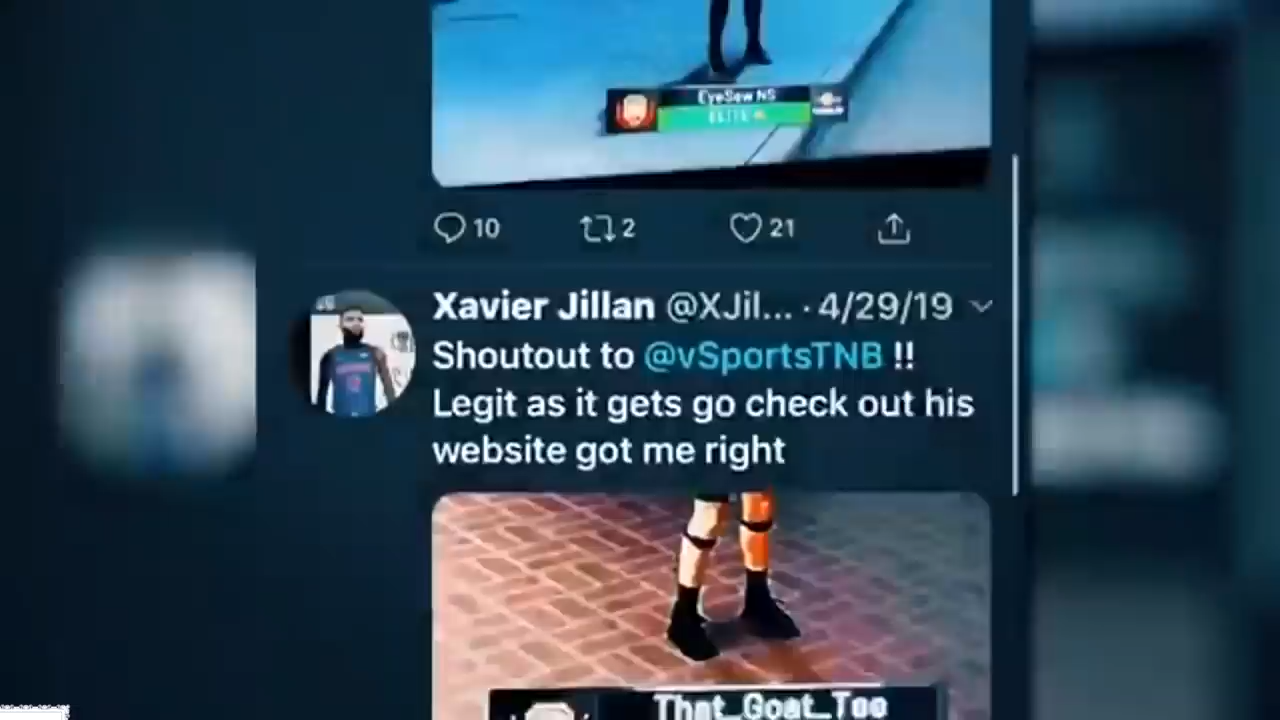 EyeSew NS
ELITE
10
2
21
Xavier Jillan @XJil... · 4/29/19
Shoutout to @vSportsTNB !!
Legit as it gets go check out his
website got me right
That_Goat_Too